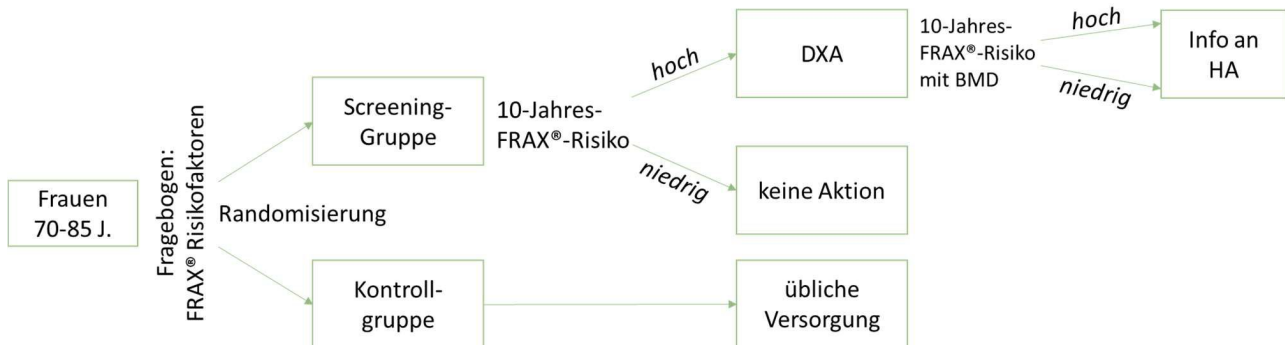 Frauen
70-85 J.
Fragebogen:
FRAX® Risikofaktoren
Randomisierung
Screening-
Gruppe
10-Jahres-
FRAX®-Risiko
hoch
niedrig
DXA
10-Jahres-
FRAX®-Risiko
mit BMD
hoch
niedrig
Info an
HA
keine Aktion
Kontroll-
gruppe
übliche
Versorgung